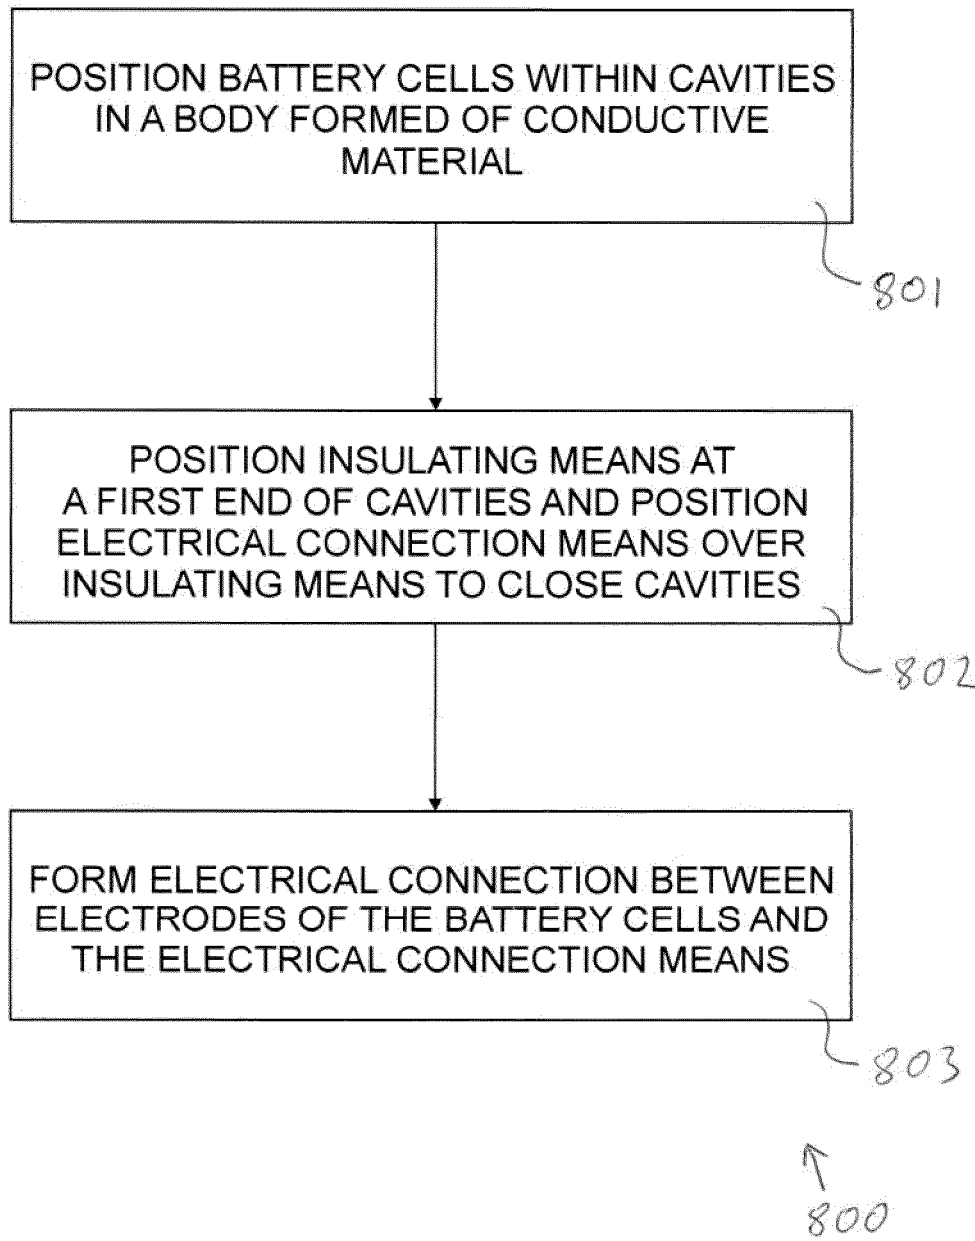 POSITION BATTERY CELLS WITHIN CAVITIES
IN A BODY FORMED OF CONDUCTIVE
MATERIAL
801
POSITION INSULATING MEANS AT
A FIRST END OF CAVITIES AND POSITION
ELECTRICAL CONNECTION MEANS OVER
INSULATING MEANS TO CLOSE CAVITIES
802
FORM ELECTRICAL CONNECTION BETWEEN
ELECTRODES OF THE BATTERY CELLS AND
THE ELECTRICAL CONNECTION MEANS
803
800